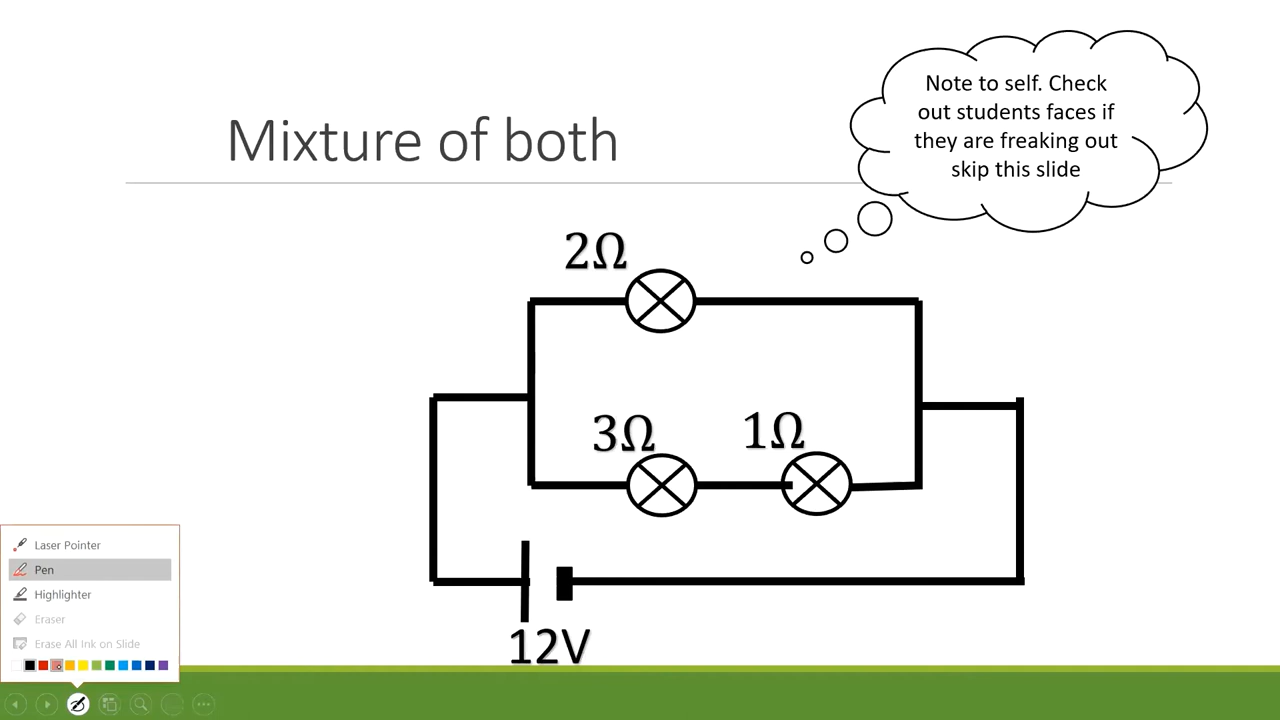 Note to self. Check
out students faces if
they are freaking out
skip this slide
Mixture of both
2Ω
3Ω
1Ω
12V
Laser Pointer
Pen
Highlighter
Eraser
Erase All Ink on Slide